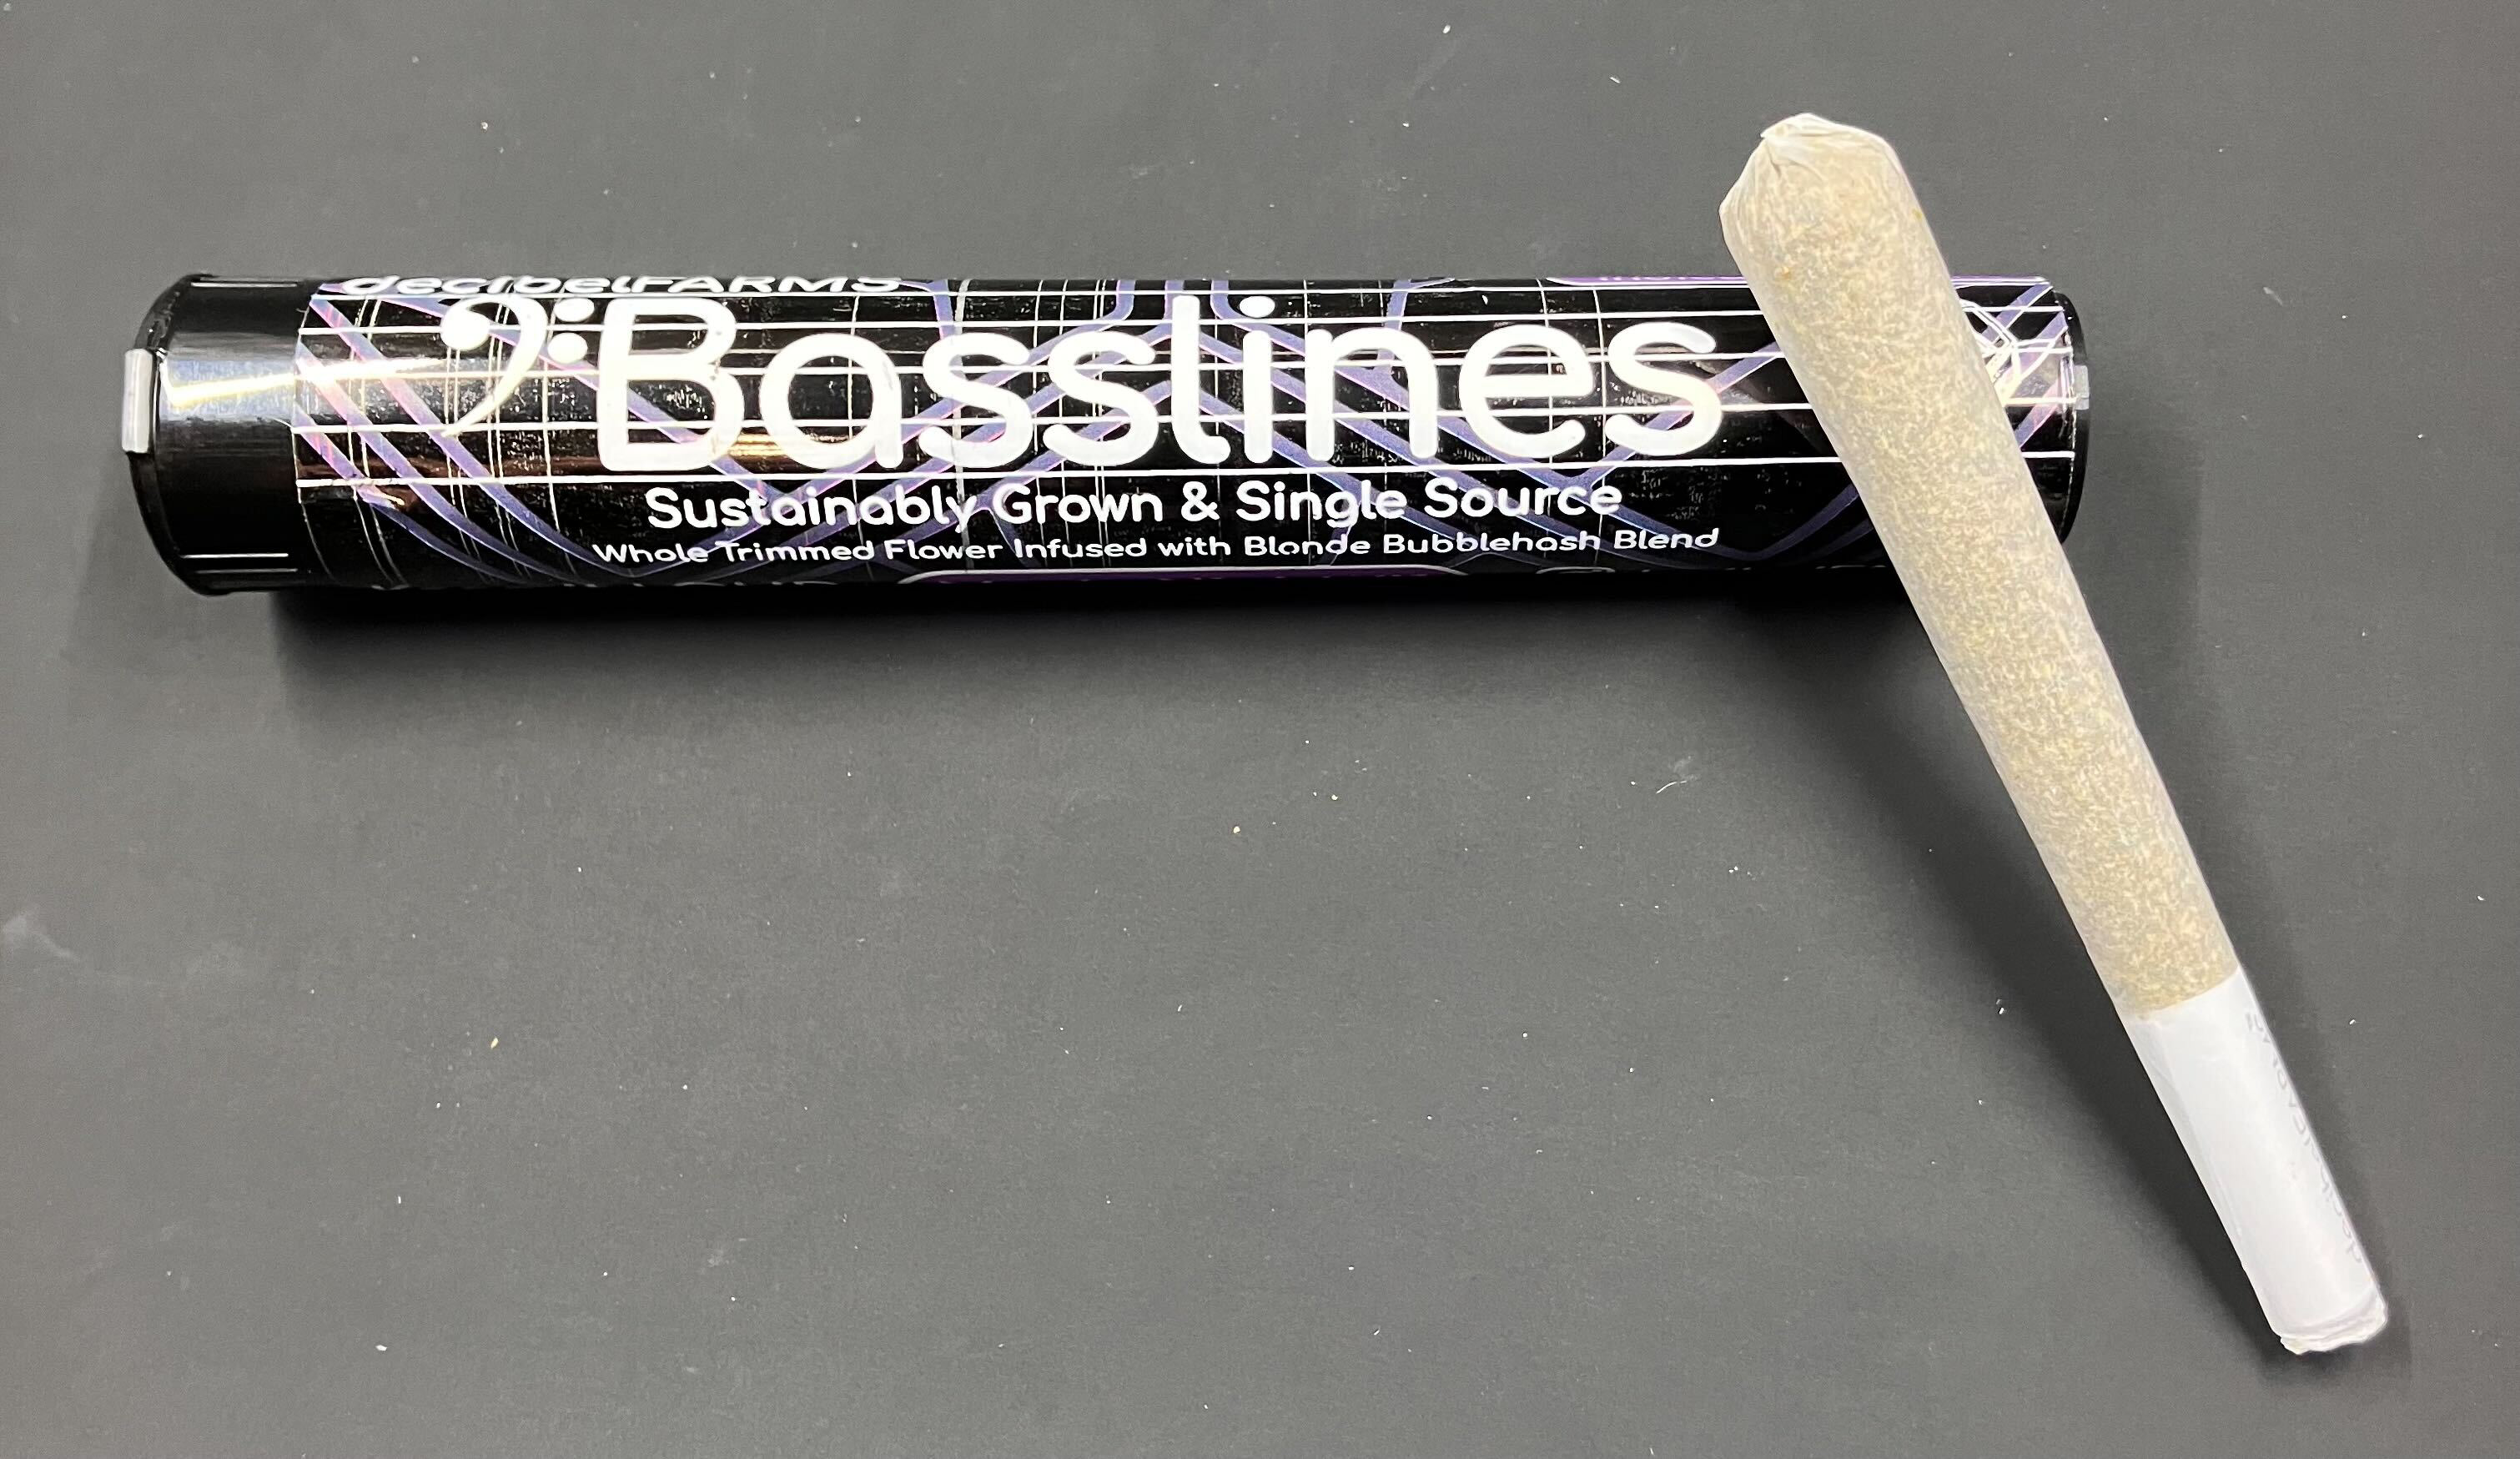 decibelFARMS
Basslines
Sustainably Grown & Single Source
Whole Trimmed Flower Infused with Blonde Bubblehash Blend